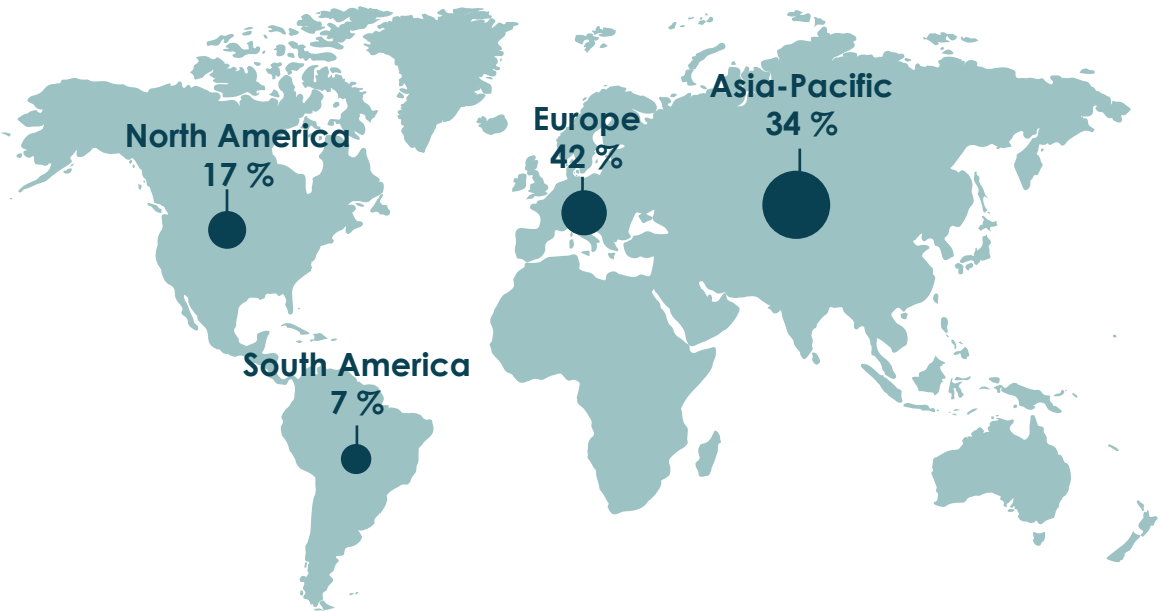 Asia-Pacific
34 %
Europe
42 %
North America
17 %
South America
7 %